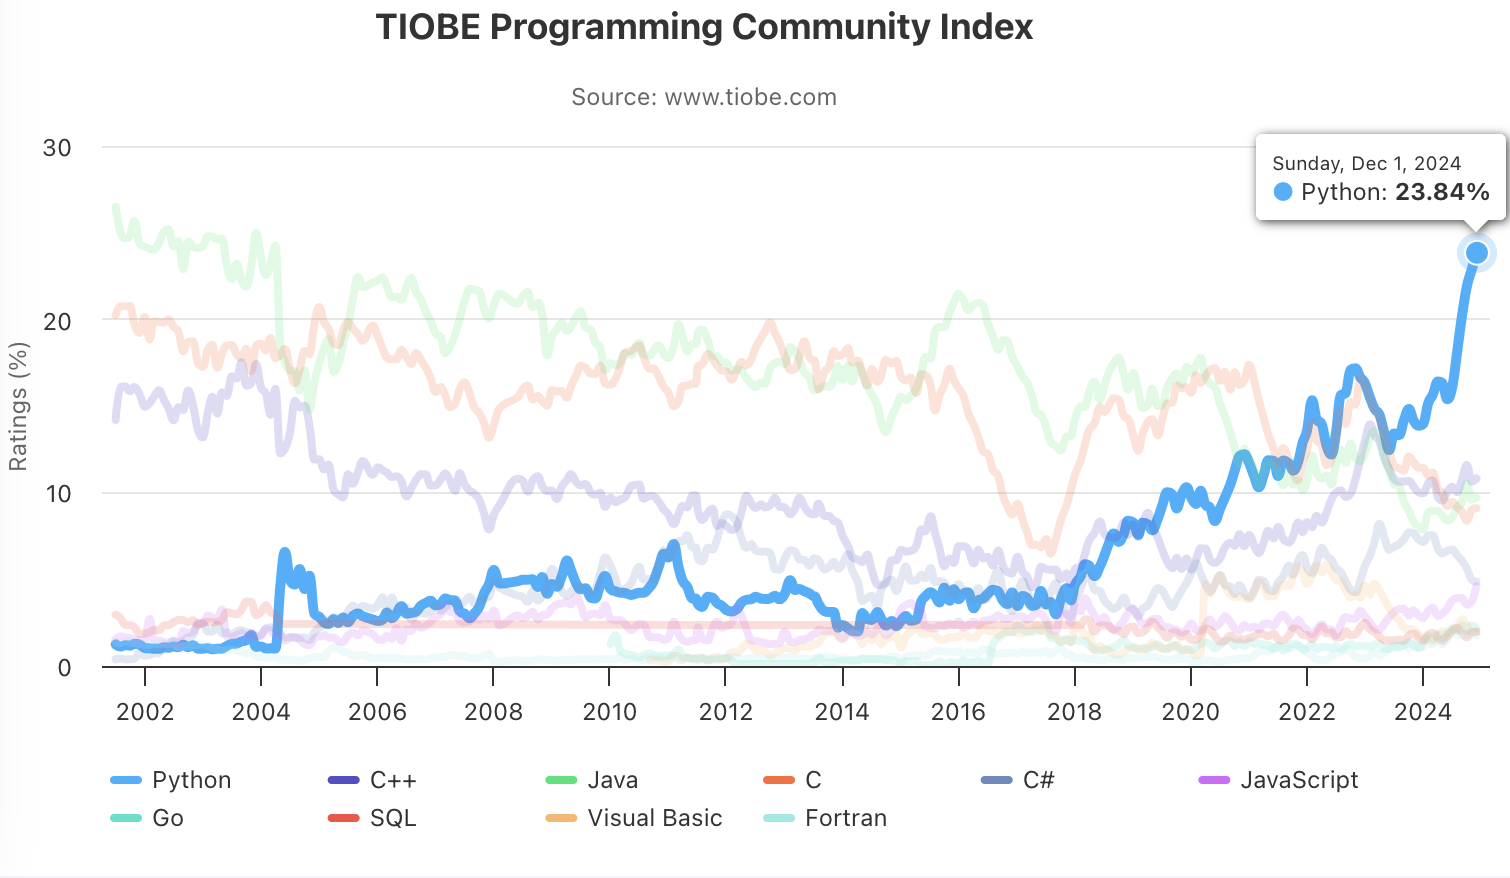 TIOBE Programming Community Index
Source: www.tiobe.com
Ratings (%)
30
20
10
0
Sunday, Dec 1, 2024
Python: 23.84%
2002 2004 2006 2008 2010 2012 2014 2016 2018 2020 2022 2024
Python C++ Java C C# JavaScript
Go SQL Visual Basic Fortran